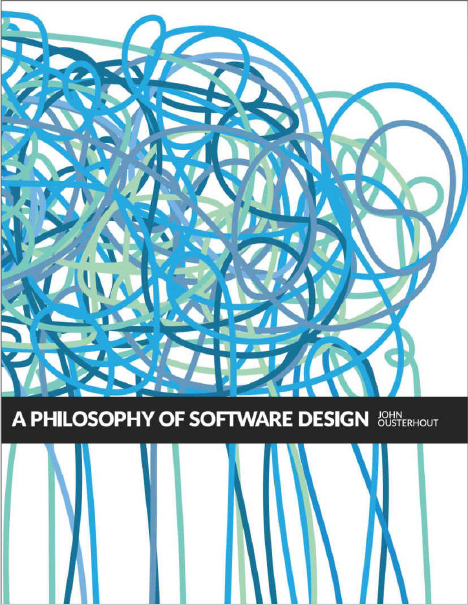 A PHILOSOPHY OF SOFTWARE DESIGN
JOHN
OUSTERHOUT